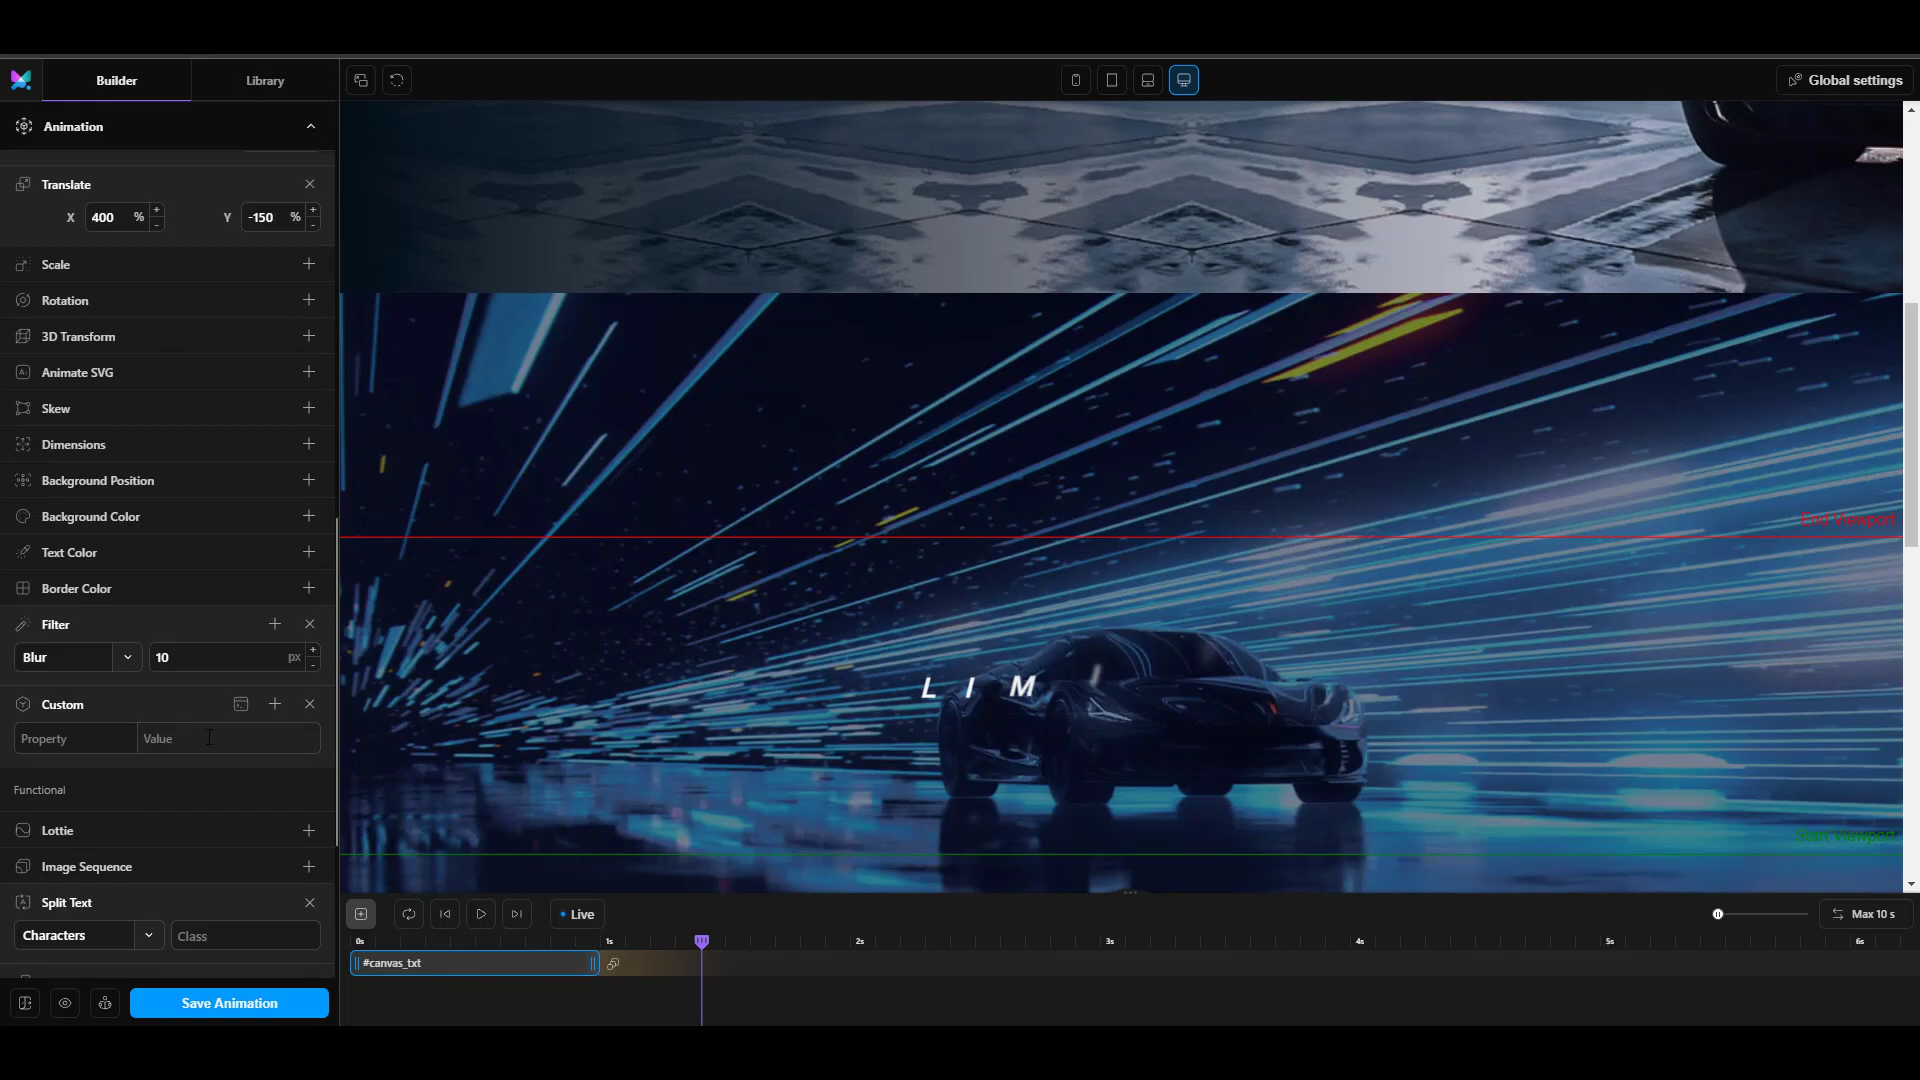 Builder
Library
Global settings
Animation
Translate
X 400 % + - Y -150 % + -
Scale
Rotation
3D Transform
Animate SVG
Skew
Dimensions
Background Position
Background Color
Text Color
Border Color
Filter
Blur 10 px + -
Custom
Property Value
Functional
Lottie
Image Sequence
Split Text
Characters Class
Save Animation
End Viewport
L I M
Start Viewport
Live
Max 10 s
0s 1s 2s 3s 4s 5s 6s
#canvas_txt